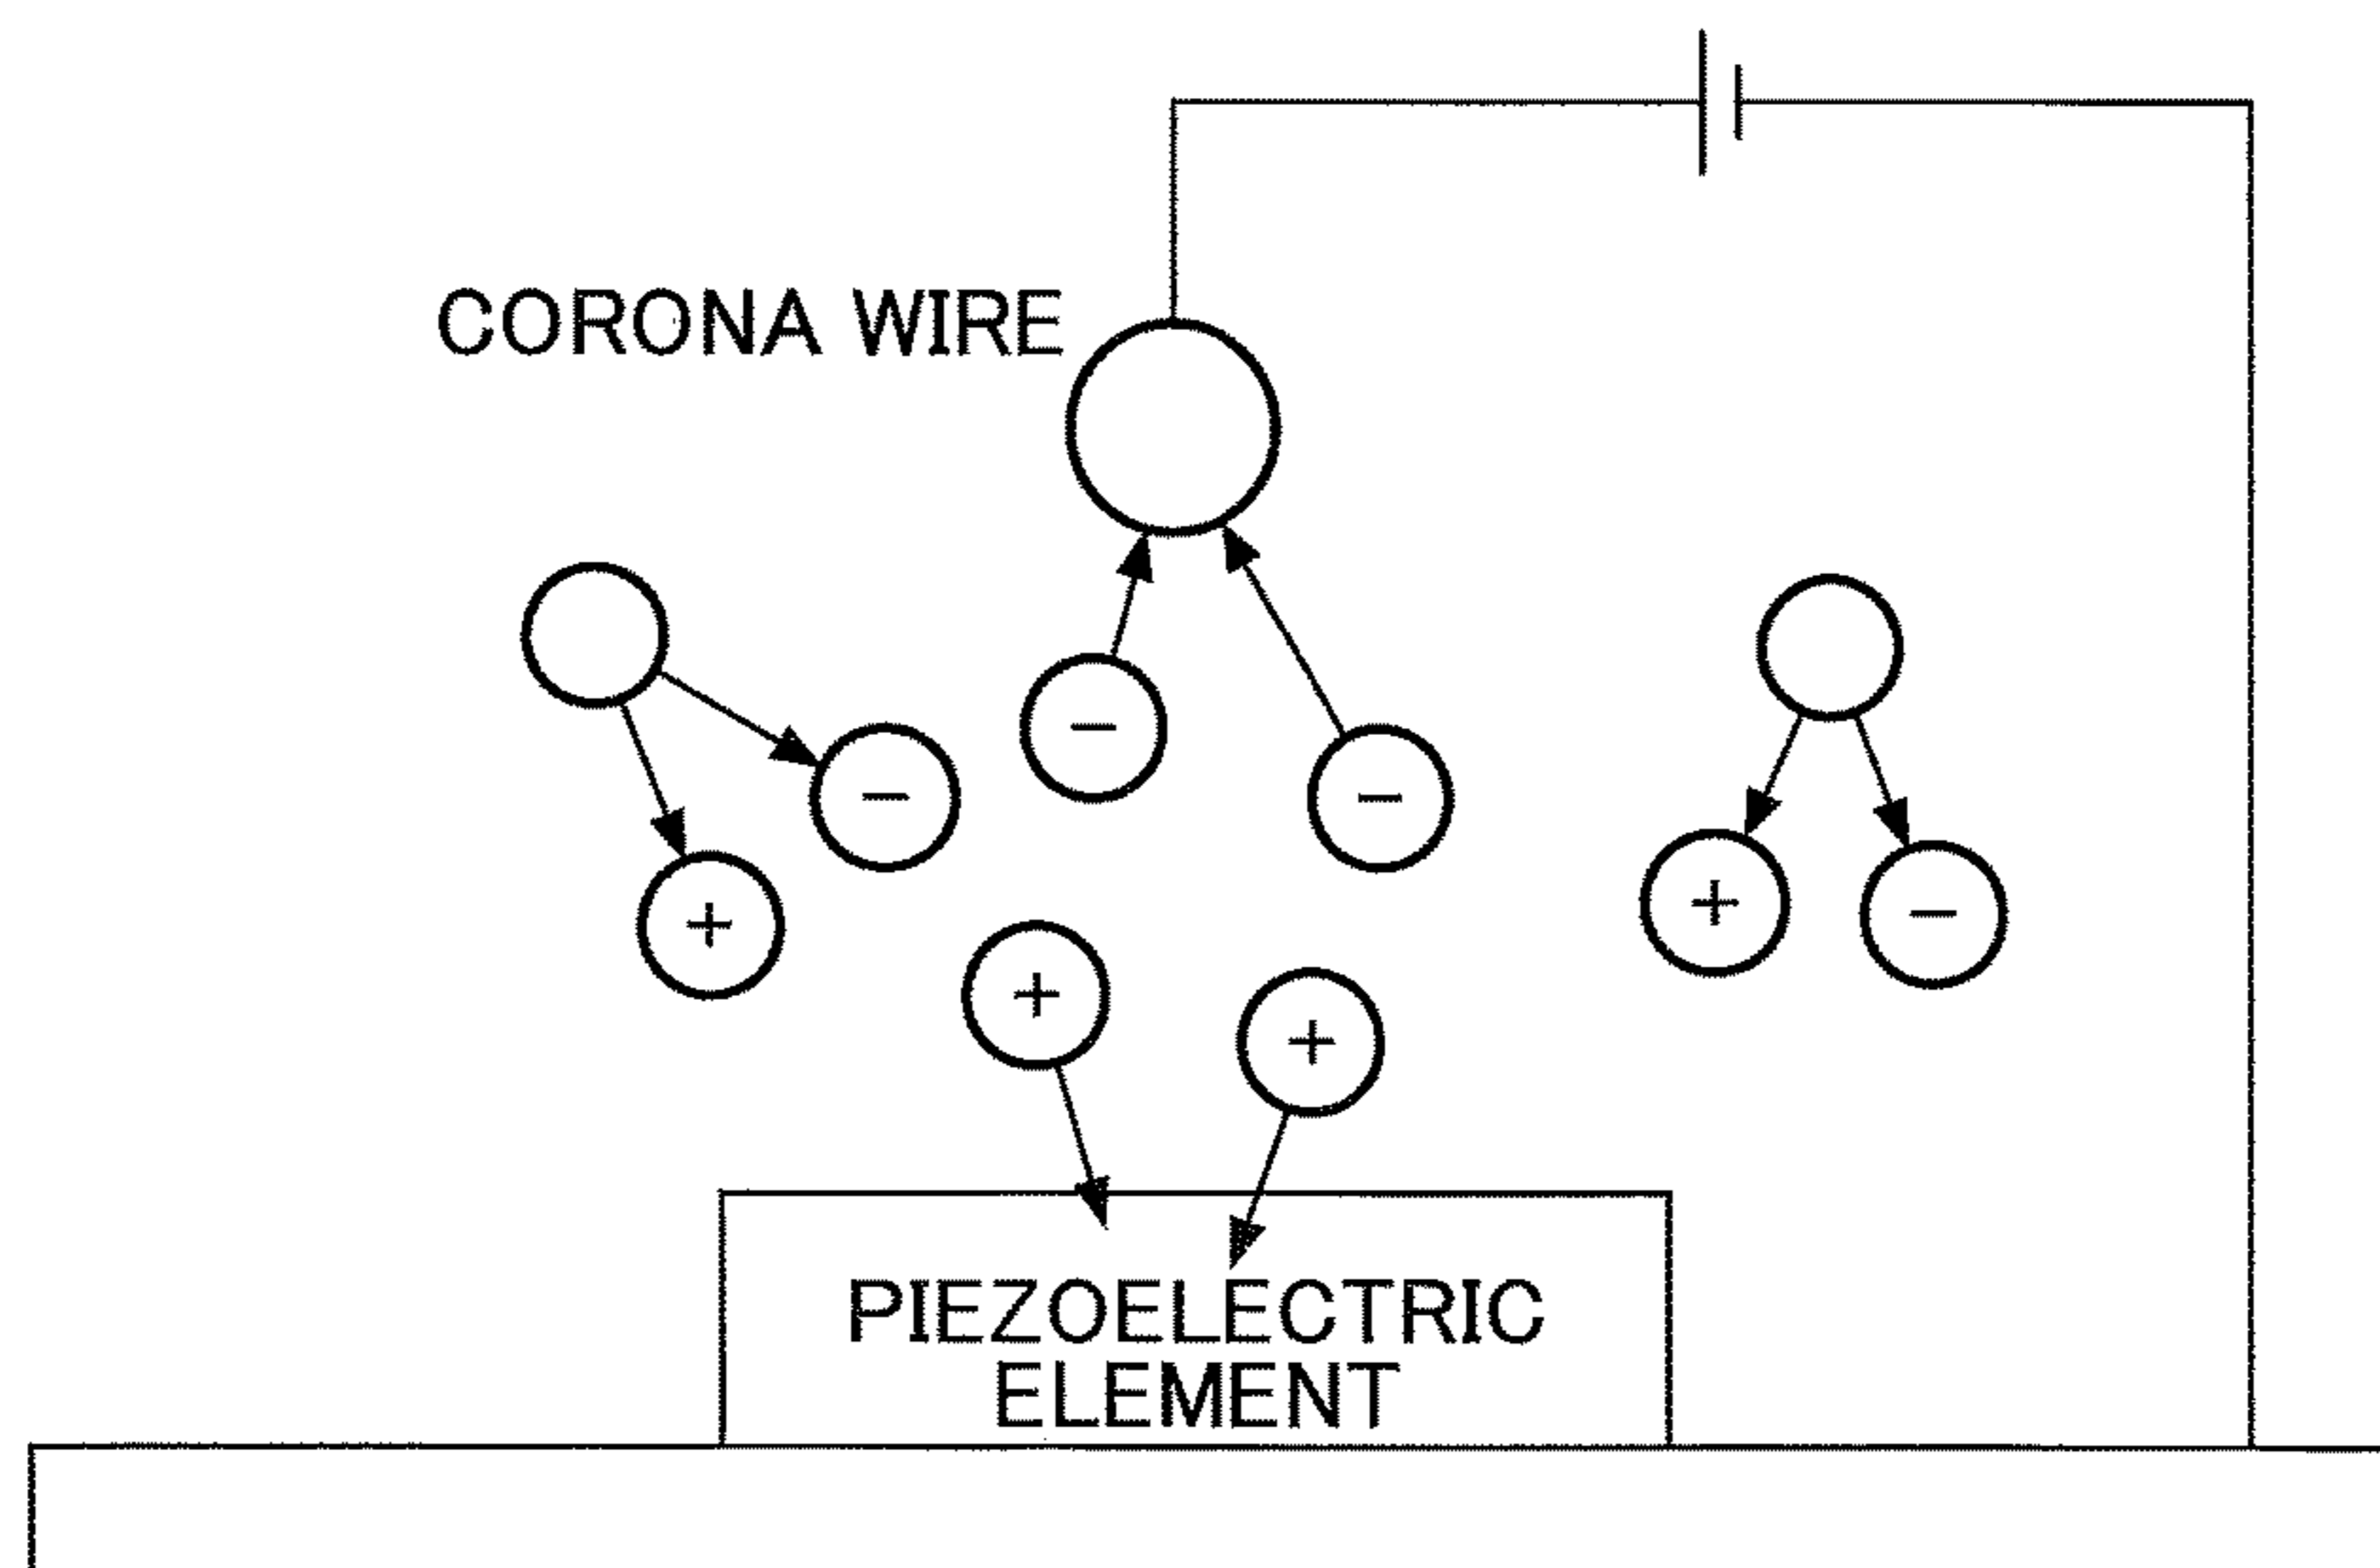 CORONA WIRE
−
−
−
+
+
−
+
+
PIEZOELECTRIC
ELEMENT